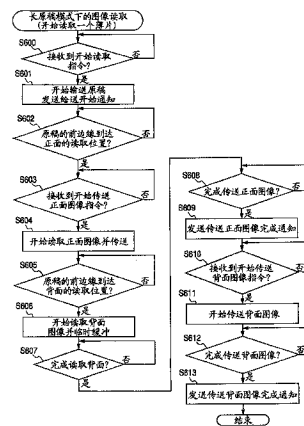 长原稿模式下的图像读取
(开始读取一个薄片)
S600
接收到开始读取
指令?
否
是
S601
开始输送原稿
发送给送开始通知
S602
原稿的前边缘到达
正面的读取位置?
否
是
S603
接收到开始传送
正面图像指令?
否
是
S604
开始读取正面图像并传送
S605
原稿的前边缘到达
背面的读取位置?
否
是
S606
开始读取背面
图像并临时缓冲
S607
完成读取背面?
否
是
S608
完成传送正面图像?
否
是
S609
发送传送正面图像完成通知
S610
接收到开始传送
背面图像指令?
否
是
S611
开始传送背面图像
S612
完成传送背面图像?
否
是
S613
发送传送背面图像完成通知
结束